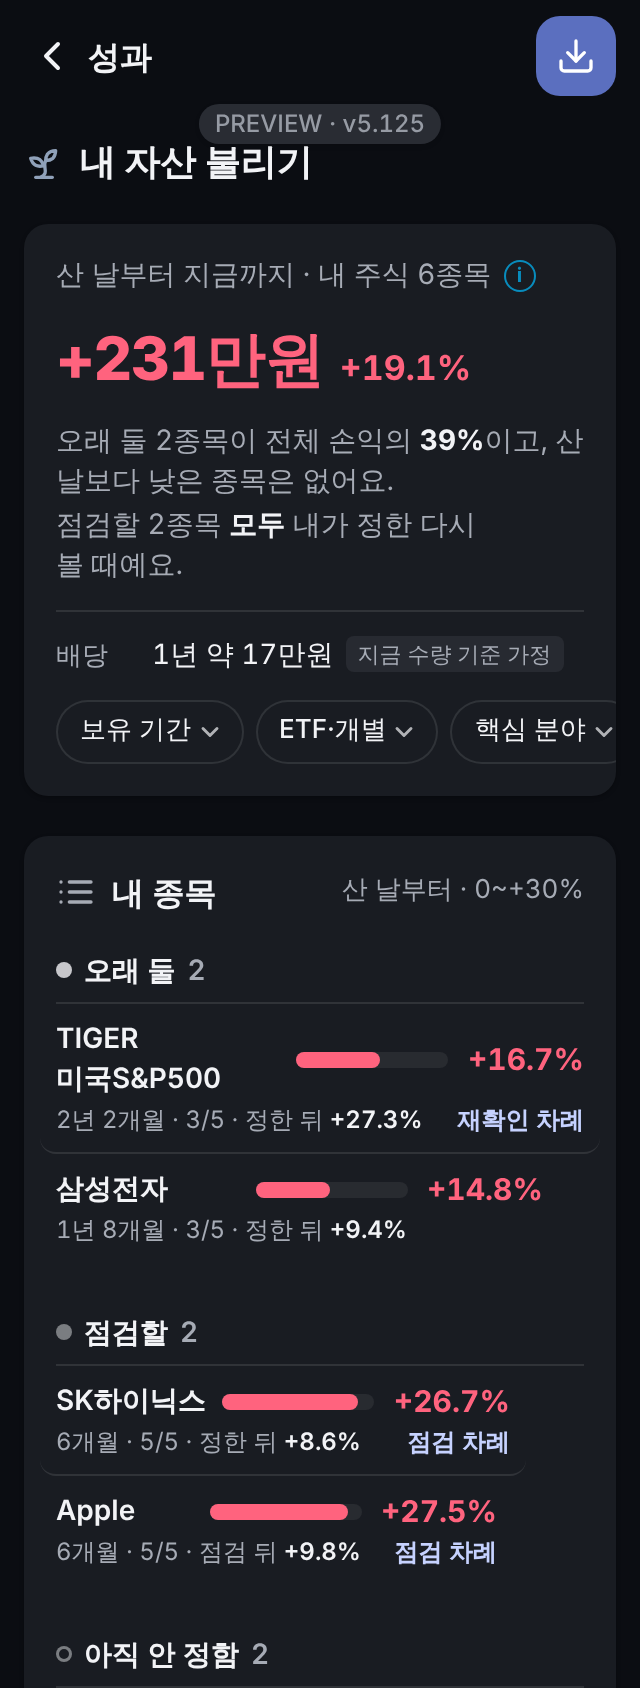 성과
PREVIEW · v5.125
내 자산 불리기
산 날부터 지금까지 · 내 주식 6종목 i
+231만원 +19.1%
오래 둘 2종목이 전체 손익의 39%이고, 산
날보다 낮은 종목은 없어요.
점검할 2종목 모두 내가 정한 다시
볼 때예요.
배당 1년 약 17만원 지금 수량 기준 가정
보유 기간 ETF·개별 핵심 분야
내 종목 산 날부터 · 0~+30%
오래 둘 2
TIGER
미국S&P500 +16.7%
2년 2개월 · 3/5 · 정한 뒤 +27.3% 재확인 차례
삼성전자 +14.8%
1년 8개월 · 3/5 · 정한 뒤 +9.4%
점검할 2
SK하이닉스 +26.7%
6개월 · 5/5 · 정한 뒤 +8.6% 점검 차례
Apple +27.5%
6개월 · 5/5 · 점검 뒤 +9.8% 점검 차례
아직 안 정함 2